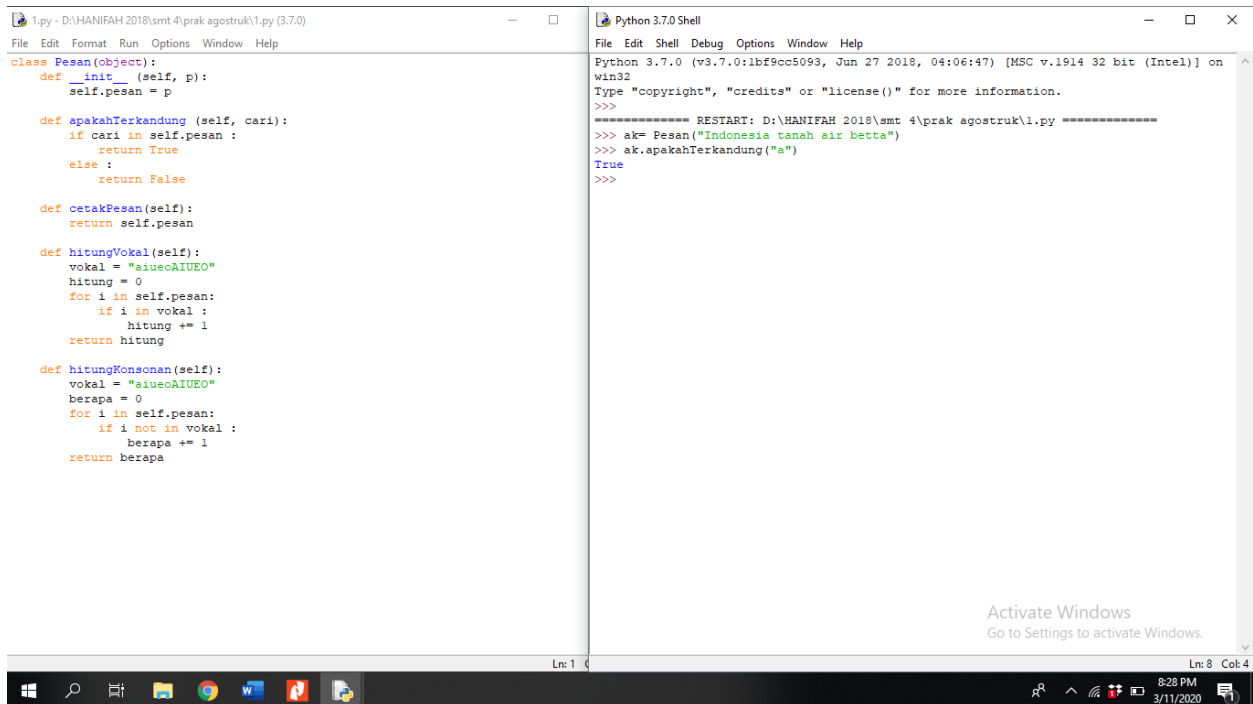 1.py - D:\HANIFAH 2018\smt 4\prak agostruk\1.py (3.7.0)
File Edit Format Run Options Window Help
class Pesan(object):
    def __init__ (self, p):
        self.pesan = p

    def apakahTerkandung (self, cari):
        if cari in self.pesan :
            return True
        else :
            return False

    def cetakPesan(self):
        return self.pesan

    def hitungVokal(self):
        vokal = "aiueoAIUEO"
        hitung = 0
        for i in self.pesan:
            if i in vokal :
                hitung += 1
        return hitung

    def hitungKonsonan(self):
        vokal = "aiueoAIUEO"
        berapa = 0
        for i in self.pesan:
            if i not in vokal :
                berapa += 1
        return berapa
Ln: 1
Python 3.7.0 Shell
File Edit Shell Debug Options Window Help
Python 3.7.0 (v3.7.0:1bf9cc5093, Jun 27 2018, 04:06:47) [MSC v.1914 32 bit (Intel)] on
win32
Type "copyright", "credits" or "license()" for more information.
>>>
============= RESTART: D:\HANIFAH 2018\smt 4\prak agostruk\1.py =============
>>> ak= Pesan("Indonesia tanah air betta")
>>> ak.apakahTerkandung("a")
True
>>>
Activate Windows
Go to Settings to activate Windows.
Ln: 8 Col: 4
8:28 PM
3/11/2020